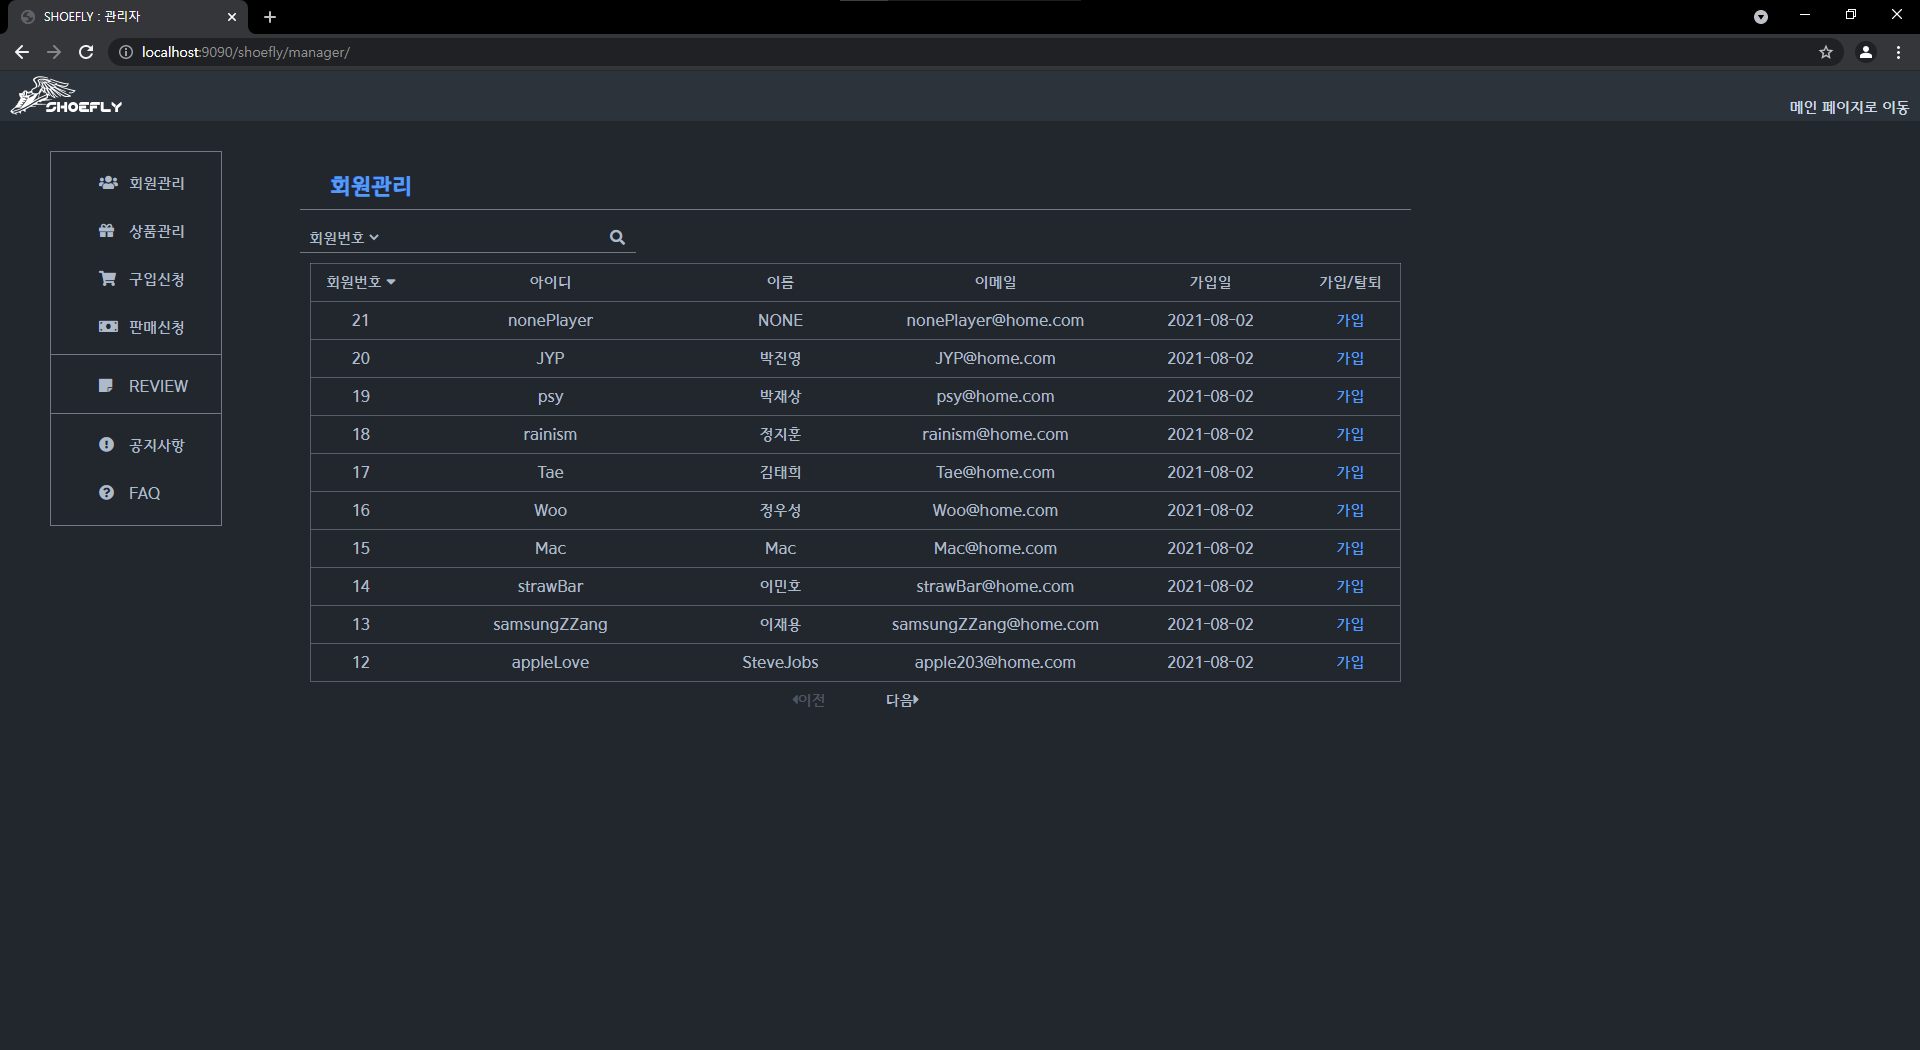 SHOEFLY : 관리자
localhost:9090/shoefly/manager/
SHOEFLY
메인 페이지로 이동
회원관리
상품관리
구입신청
판매신청
REVIEW
공지사항
FAQ
회원관리
회원번호
회원번호 아이디 이름 이메일 가입일 가입/탈퇴
21 nonePlayer NONE nonePlayer@home.com 2021-08-02 가입
20 JYP 박진영 JYP@home.com 2021-08-02 가입
19 psy 박재상 psy@home.com 2021-08-02 가입
18 rainism 정지훈 rainism@home.com 2021-08-02 가입
17 Tae 김태희 Tae@home.com 2021-08-02 가입
16 Woo 정우성 Woo@home.com 2021-08-02 가입
15 Mac Mac Mac@home.com 2021-08-02 가입
14 strawBar 이민호 strawBar@home.com 2021-08-02 가입
13 samsungZZang 이재용 samsungZZang@home.com 2021-08-02 가입
12 appleLove SteveJobs apple203@home.com 2021-08-02 가입
이전 다음